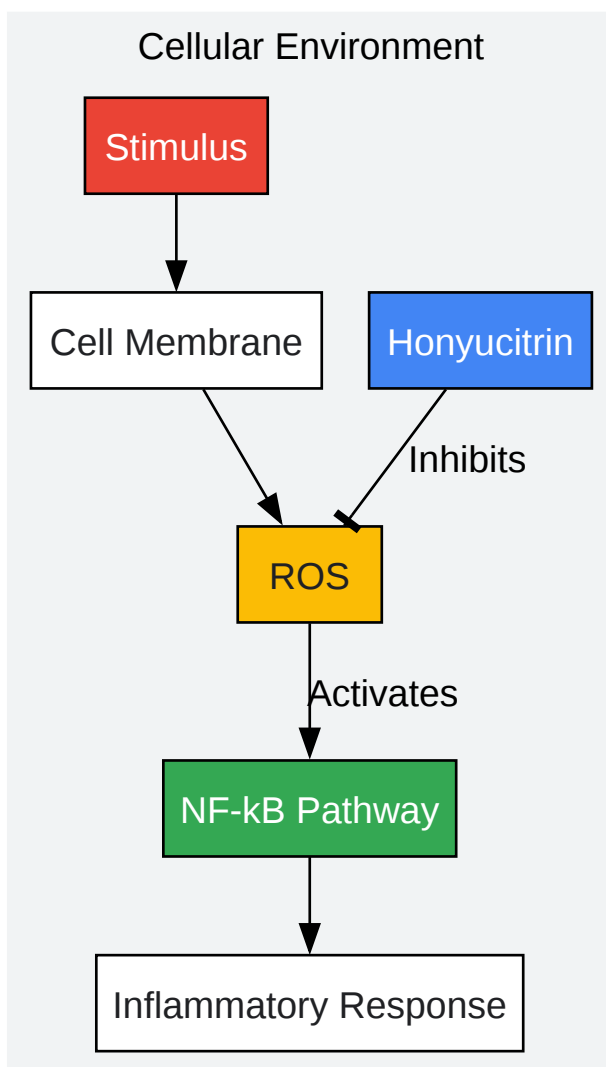 Cellular Environment
Stimulus
Cell Membrane
Honyucitrin
Inhibits
ROS
Activates
NF-kB Pathway
Inflammatory Response